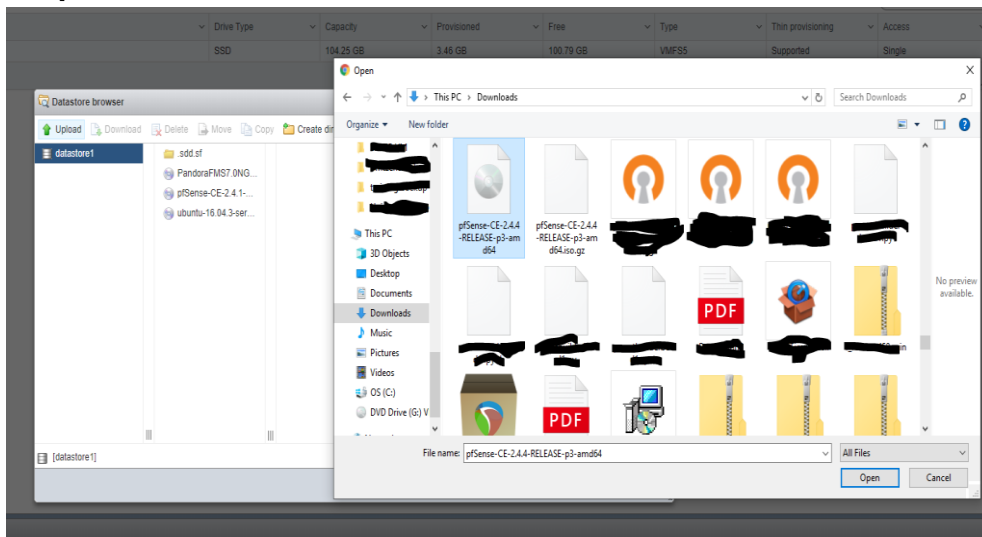 Drive Type Capacity Provisioned Free Type Thin provisioning Access
SSD 104.25 GB 3.46 GB 100.79 GB VMFS5 Supported Single
Datastore browser
Upload Download Delete Move Copy Create dir
datastore1
.sdd.sf
PandoraFMS7.0NG...
pfSense-CE-2.4.1-...
ubuntu-16.04.3-ser...
[datastore1]
Open
This PC > Downloads
Search Downloads
Organize
New folder
This PC
3D Objects
Desktop
Documents
Downloads
Music
Pictures
Videos
OS (C:)
DVD Drive (G:) V
pfSense-CE-2.4.4
-RELEASE-p3-am
d64
pfSense-CE-2.4.4
-RELEASE-p3-am
d64.iso.gz
PDF
PDF
No preview
available.
File name: pfSense-CE-2.4.4-RELEASE-p3-amd64
All Files
Open Cancel